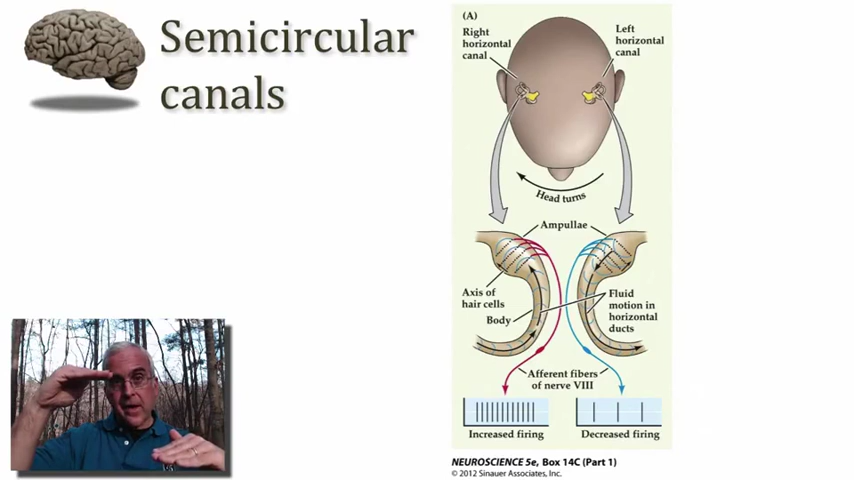 Semicircular
canals
(A)
Right
horizontal
canal
Left
horizontal
canal
Head turns
Ampullae
Axis of
hair cells
Body
Fluid
motion in
horizontal
ducts
Afferent fibers
of nerve VIII
Increased firing
Decreased firing
NEUROSCIENCE 5e, Box 14C (Part 1)
© 2012 Sinauer Associates, Inc.